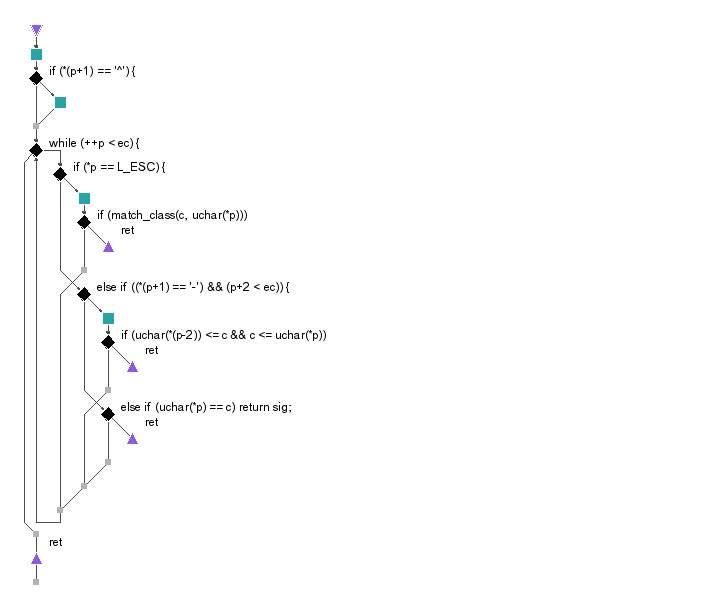 if (*(p+1) == '^') {
while (++p < ec) {
if (*p == L_ESC) {
if (match_class(c, uchar(*p)))
ret
else if ((*(p+1) == '-') && (p+2 < ec)) {
if (uchar(*(p-2)) <= c && c <= uchar(*p))
ret
else if (uchar(*p) == c) return sig;
ret
ret